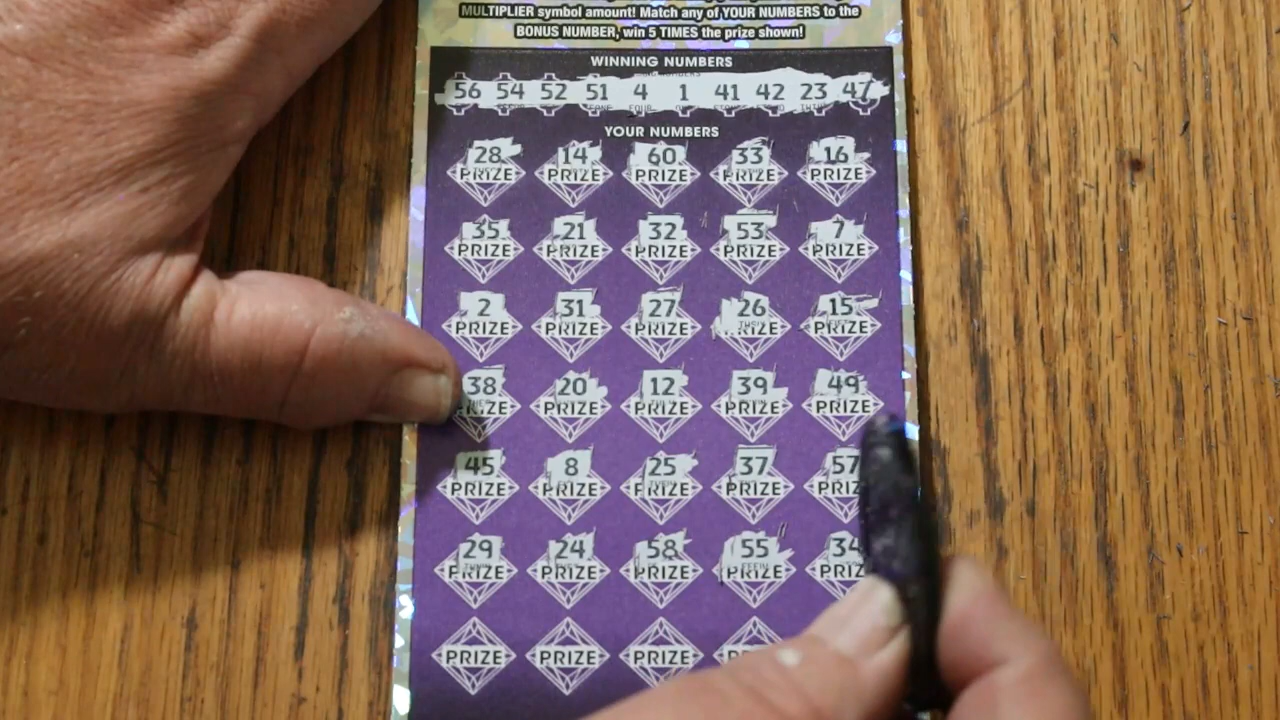 MULTIPLIER symbol amount! Match any of YOUR NUMBERS to the
BONUS NUMBER, win 5 TIMES the prize shown!
WINNING NUMBERS
56 54 52 51 4 1 41 42 23 47
YOUR NUMBERS
28 14 60 33 16
PRIZE PRIZE PRIZE PRIZE PRIZE
35 21 32 53 7
PRIZE PRIZE PRIZE PRIZE PRIZE
2 31 27 26 15
PRIZE PRIZE PRIZE PRIZE PRIZE
38 20 12 39 49
PRIZE PRIZE PRIZE PRIZE PRIZE
45 8 25 37 57
PRIZE PRIZE PRIZE PRIZE PRIZE
29 24 58 55 34
PRIZE PRIZE PRIZE PRIZE PRIZE
PRIZE PRIZE PRIZE PRIZE